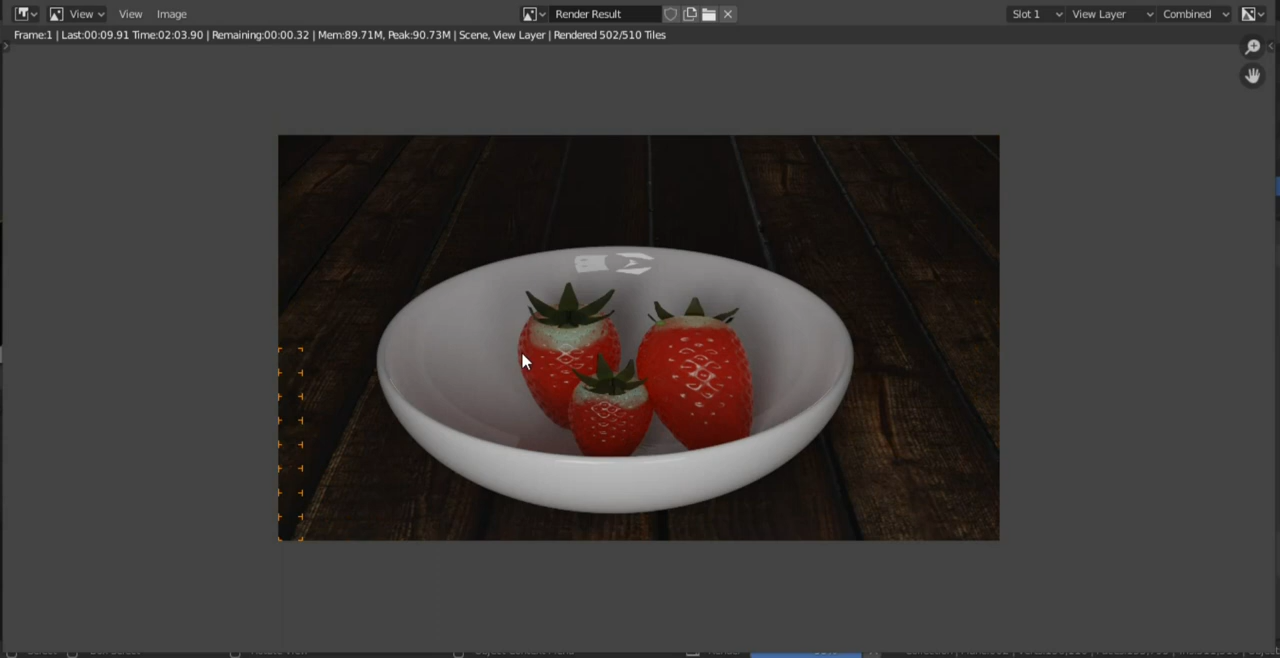 View View Image Render Result Slot 1 View Layer Combined
Frame:1 | Last:00:09.91 Time:02:03.90 | Remaining:00:00.32 | Mem:89.71M, Peak:90.73M | Scene, View Layer | Rendered 502/510 Tiles